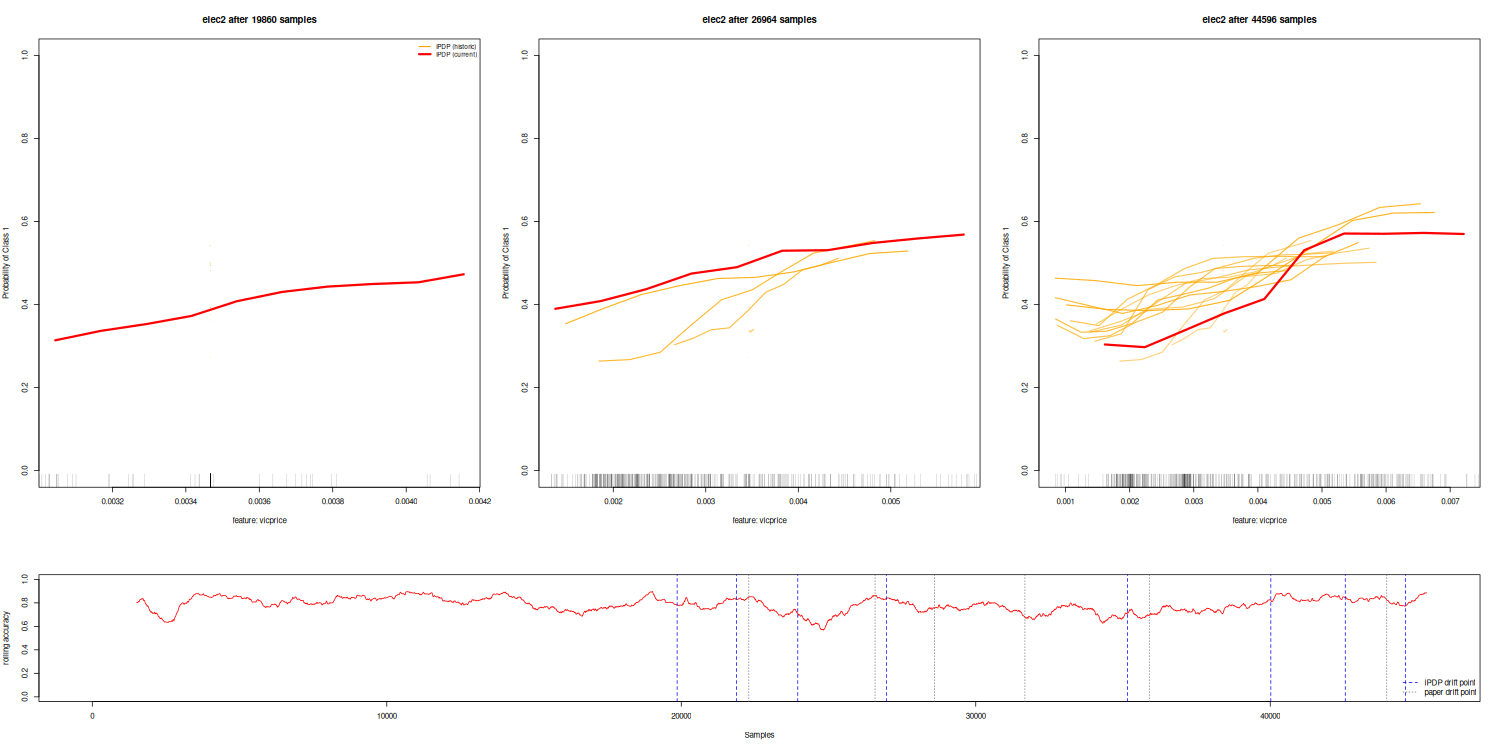 elec2 after 19860 samples
elec2 after 26964 samples
elec2 after 44596 samples
iPDP (historic)
iPDP (current)
Probability of Class 1
0.0 0.2 0.4 0.6 0.8 1.0
0.0032 0.0034 0.0036 0.0038 0.0040 0.0042
feature: vicprice
Probability of Class 1
0.0 0.2 0.4 0.6 0.8 1.0
0.002 0.003 0.004 0.005
feature: vicprice
Probability of Class 1
0.0 0.2 0.4 0.6 0.8 1.0
0.001 0.002 0.003 0.004 0.005 0.006 0.007
feature: vicprice
rolling accuracy
0.0 0.2 0.4 0.6 0.8 1.0
iPDP drift point
paper drift point
0 10000 20000 30000 40000
Samples